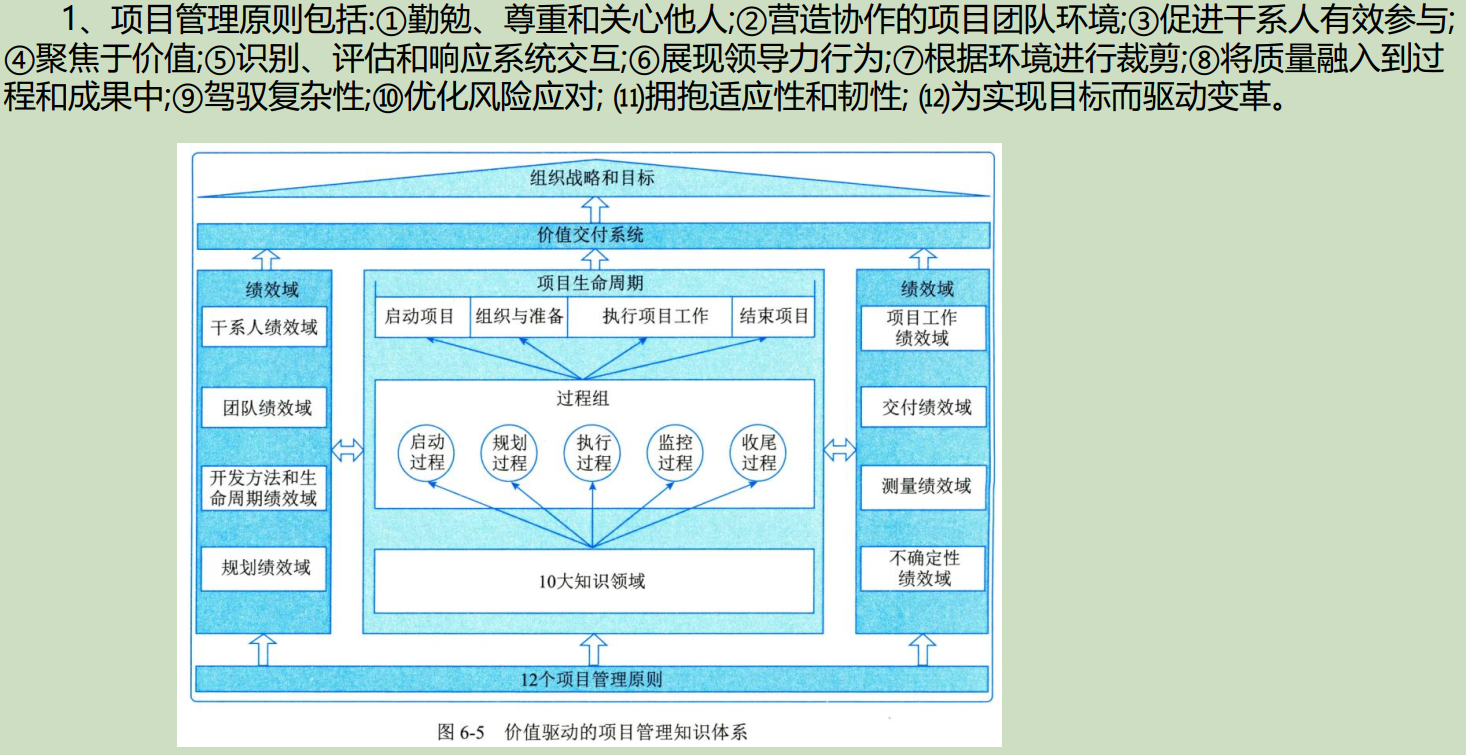 1、项目管理原则包括:①勤勉、尊重和关心他人;②营造协作的项目团队环境;③促进干系人有效参与;
④聚焦于价值;⑤识别、评估和响应系统交互;⑥展现领导力行为;⑦根据环境进行裁剪;⑧将质量融入到过
程和成果中;⑨驾驭复杂性;⑩优化风险应对; ⑾拥抱适应性和韧性; ⑿为实现目标而驱动变革。
组织战略和目标
价值交付系统
绩效域
干系人绩效域
团队绩效域
开发方法和生
命周期绩效域
规划绩效域
项目生命周期
启动项目
组织与准备
执行项目工作
结束项目
过程组
启动
过程
规划
过程
执行
过程
监控
过程
收尾
过程
10大知识领域
绩效域
项目工作
绩效域
交付绩效域
测量绩效域
不确定性
绩效域
12个项目管理原则
图 6-5 价值驱动的项目管理知识体系